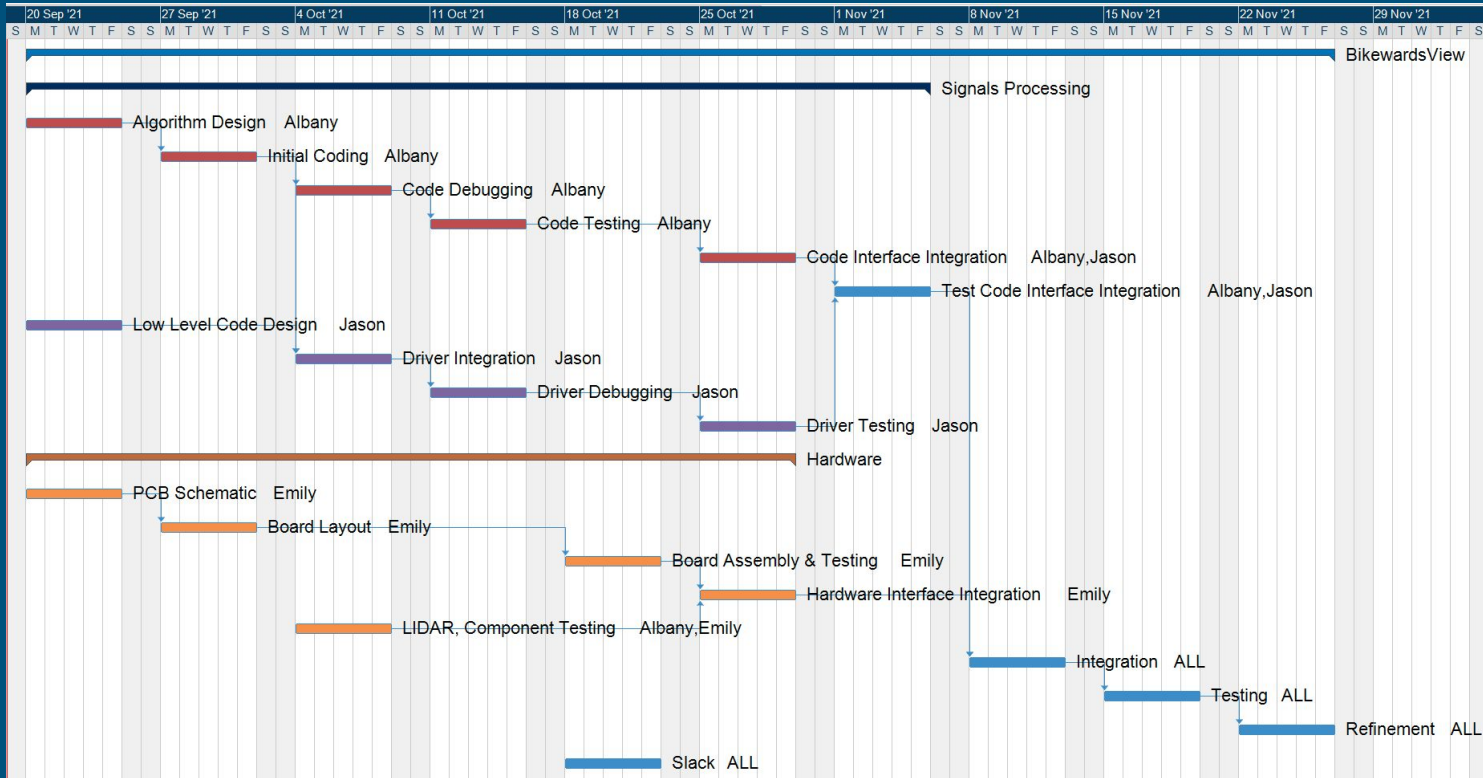 20 Sep '21 27 Sep '21 4 Oct '21 11 Oct '21 18 Oct '21 25 Oct '21 1 Nov '21 8 Nov '21 15 Nov '21 22 Nov '21 29 Nov '21
S M T W T F S S M T W T F S S M T W T F S S M T W T F S S M T W T F S S M T W T F S S M T W T F S S M T W T F S S M T W T F S S M T W T F S S M T W T F S
BikewardsView
Signals Processing
Algorithm Design Albany
Initial Coding Albany
Code Debugging Albany
Code Testing Albany
Code Interface Integration Albany,Jason
Test Code Interface Integration Albany,Jason
Low Level Code Design Jason
Driver Integration Jason
Driver Debugging Jason
Driver Testing Jason
Hardware
PCB Schematic Emily
Board Layout Emily
Board Assembly & Testing Emily
Hardware Interface Integration Emily
LIDAR, Component Testing Albany,Emily
Integration ALL
Testing ALL
Refinement ALL
Slack ALL